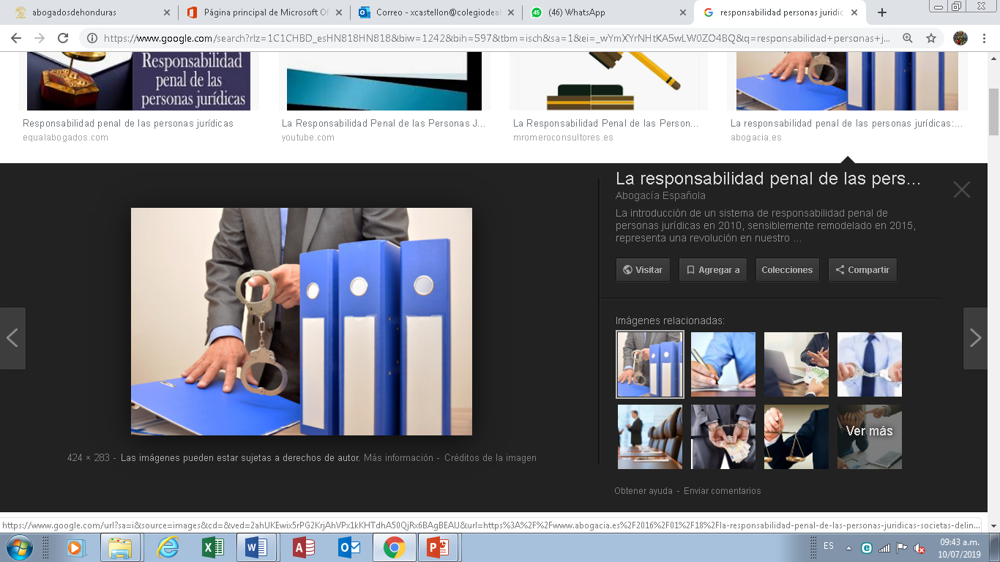 abogadosdehonduras
Página principal de Microsoft Of
Correo - xcastellon@colegiodeal
45 (46) WhatsApp
responsabilidad personas juridic
https://www.google.com/search?rlz=1C1CHBD_esHN818HN818&biw=1242&bih=597&tbm=isch&sa=1&ei=_wYmXYrNHtKA5wLW0ZO4BQ&q=responsabilidad+personas+j...
Responsabilidad
penal de las
personas jurídicas
Responsabilidad penal de las personas jurídicas
equalabogados.com
La Responsabilidad Penal de las Personas J...
youtube.com
La Responsabilidad Penal de las Person...
mromeroconsultores.es
La responsabilidad penal de las personas jurídicas:...
abogacia.es
La responsabilidad penal de las pers...
Abogacía Española
La introducción de un sistema de responsabilidad penal de
personas jurídicas en 2010, sensiblemente remodelado en 2015,
representa una revolución en nuestro ...
Visitar
Agregar a
Colecciones
Compartir
Imágenes relacionadas:
Ver más
424 × 283 - Las imágenes pueden estar sujetas a derechos de autor. Más información - Créditos de la imagen
Obtener ayuda - Enviar comentarios
https://www.google.com/url?sa=i&source=images&cd=&ved=2ahUKEwix5rPG2KrjAhVPx1kKHTdhA50QjRx6BAgBEAU&url=https%3A%2F%2Fwww.abogacia.es%2F2016%2F01%2F18%2Fla-responsabilidad-penal-de-las-personas-juridicas-societas-delin...
ES
09:43 a.m.
10/07/2019